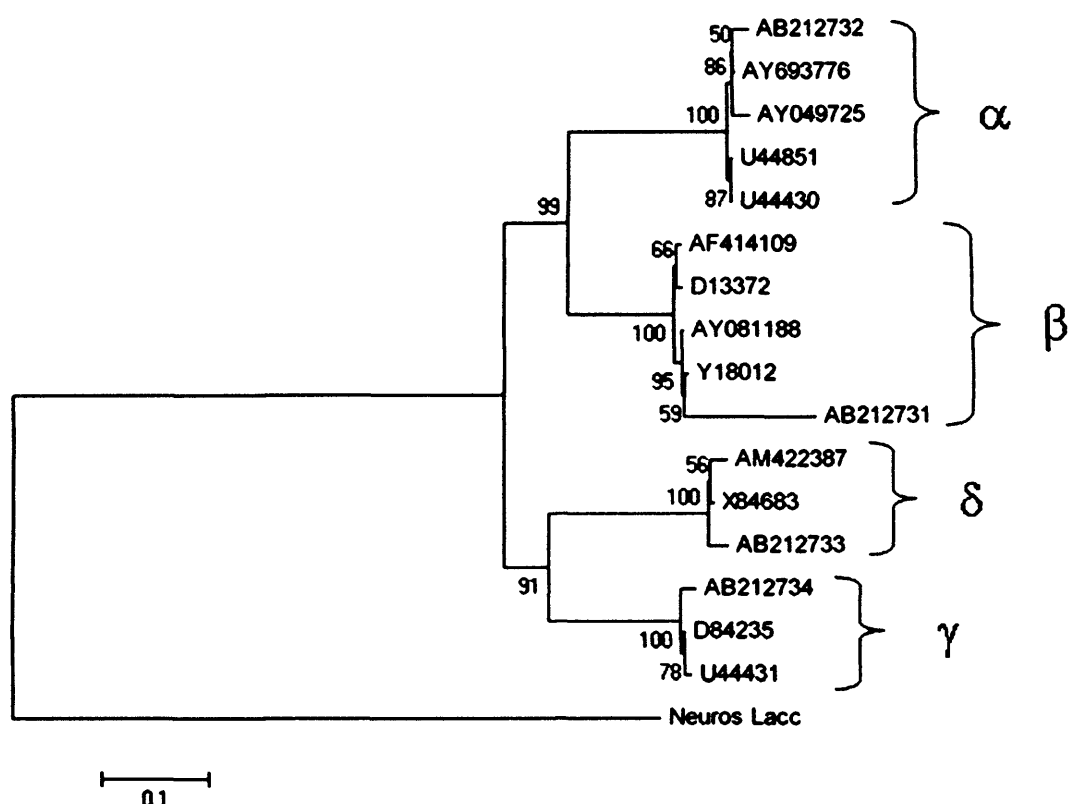 50 AB212732
86 AY693776
100 AY049725
α
U44851
87 U44430
99
66 AF414109
D13372
100 AY081188
β
95 Y18012
59 AB212731
56 AM422387
100 X84683
δ
AB212733
91
AB212734
100 D84235
γ
78 U44431
Neuros Lacc
0.1